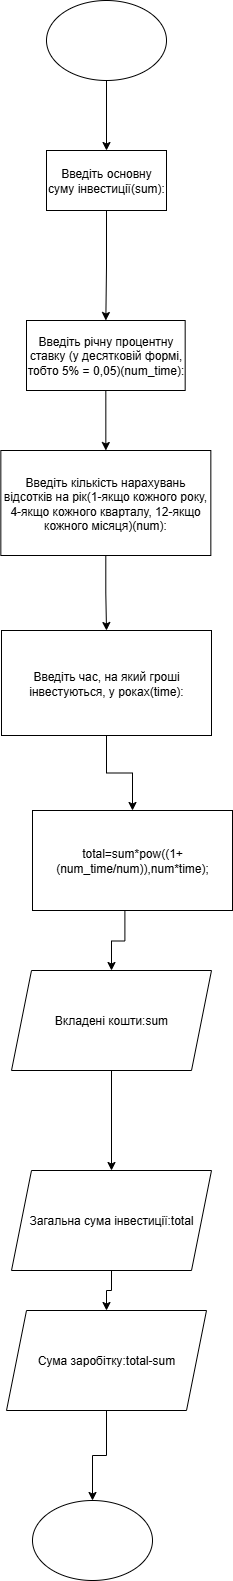 Введіть основну
суму інвестиції(sum):
Введіть річну процентну
ставку (у десятковій формі,
тобто 5% = 0,05)(num_time):
Введіть кількість нарахувань
відсотків на рік(1-якщо кожного року,
4-якщо кожного кварталу, 12-якщо
кожного місяця)(num):
Введіть час, на який гроші
інвестуються, у роках(time):
total=sum*pow((1+
(num_time/num)),num*time);
Вкладені кошти:sum
Загальна сума інвестиції:total
Сума заробітку:total-sum